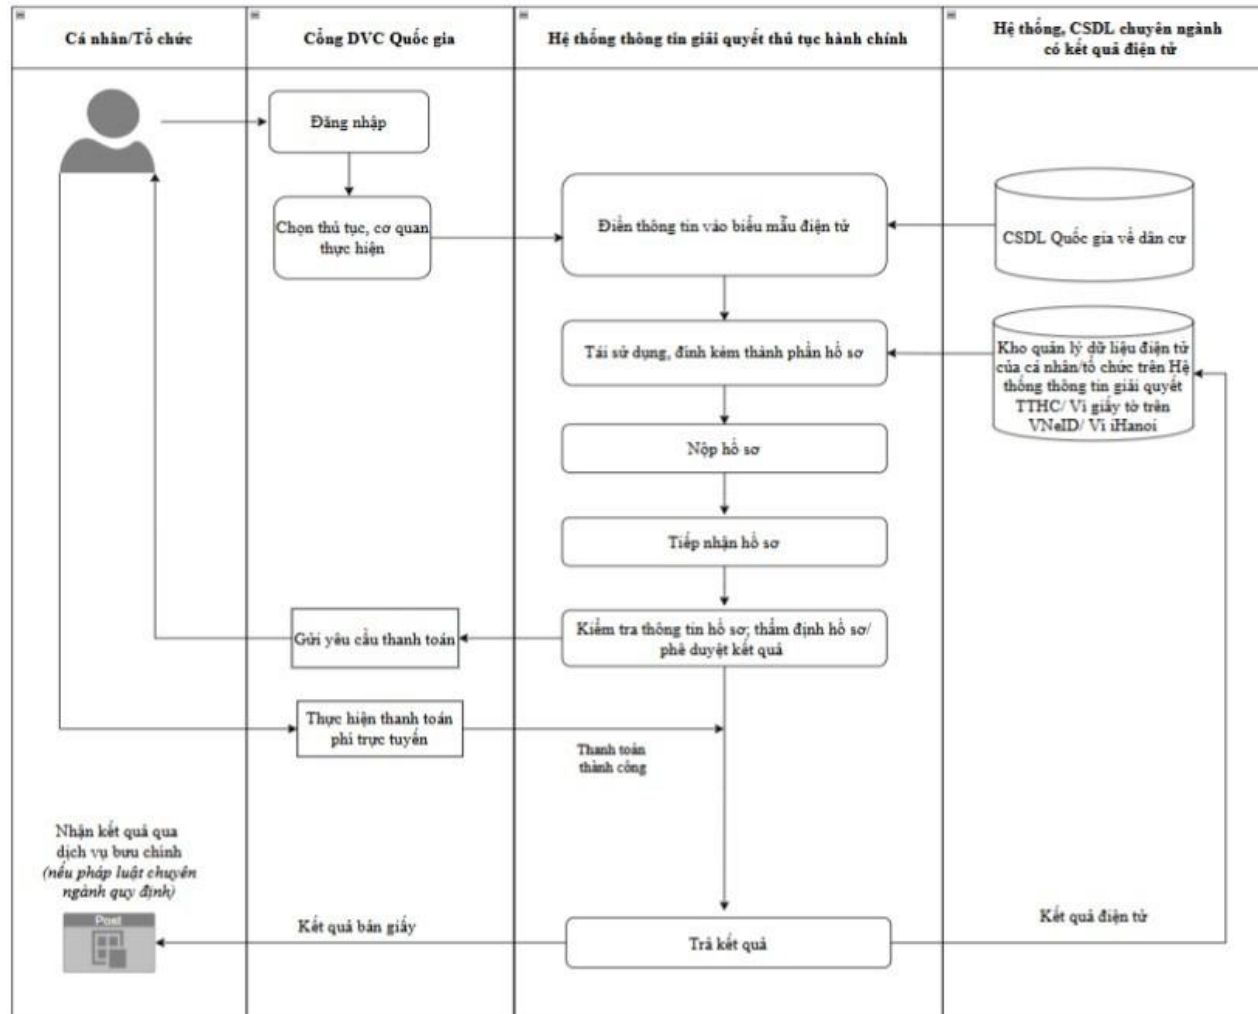 Cá nhân/Tổ chức
Cổng DVC Quốc gia
Hệ thống thông tin giải quyết thủ tục hành chính
Hệ thống, CSDL chuyên ngành
có kết quả điện tử
Đăng nhập
Chọn thủ tục, cơ quan
thực hiện
Điền thông tin vào biểu mẫu điện tử
CSDL Quốc gia về dân cư
Tái sử dụng, đính kèm thành phần hồ sơ
Kho quản lý dữ liệu điện tử
của cá nhân/tổ chức trên Hệ
thống thông tin giải quyết
TTHC/ Ví giấy tờ trên
VNeID/ Ví iHanoi
Nộp hồ sơ
Tiếp nhận hồ sơ
Gửi yêu cầu thanh toán
Kiểm tra thông tin hồ sơ; thẩm định hồ sơ/
phê duyệt kết quả
Thực hiện thanh toán
phí trực tuyến
Thanh toán
thành công
Nhận kết quả qua
dịch vụ bưu chính
(nếu pháp luật chuyên
ngành quy định)
Post
Kết quả bản giấy
Trả kết quả
Kết quả điện tử